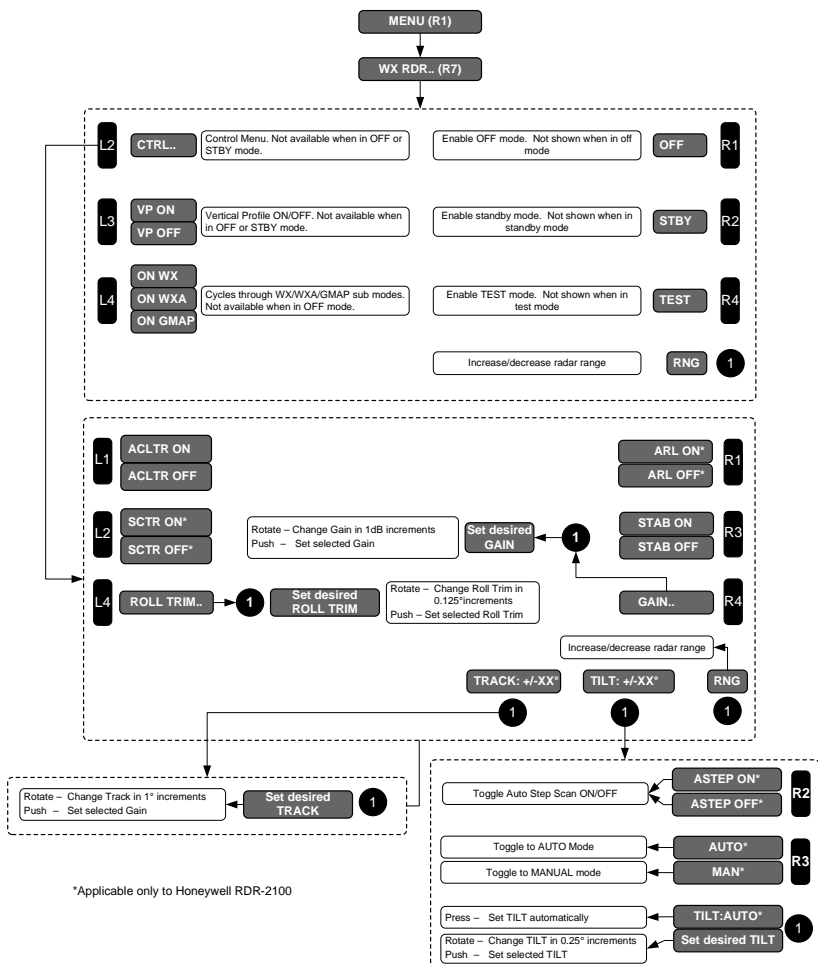 MENU (R1)
WX RDR.. (R7)
L2
CTRL..
Control Menu. Not available when in OFF or
STBY mode.
Enable OFF mode. Not shown when in off
mode
OFF
R1
L3
VP ON
VP OFF
Vertical Profile ON/OFF. Not available when
in OFF or STBY mode.
Enable standby mode. Not shown when in
standby mode
STBY
R2
L4
ON WX
ON WXA
ON GMAP
Cycles through WX/WXA/GMAP sub modes.
Not available when in OFF mode.
Enable TEST mode. Not shown when in
test mode
TEST
R4
Increase/decrease radar range
RNG
1
L1
ACLTR ON
ACLTR OFF
ARL ON*
ARL OFF*
R1
L2
SCTR ON*
SCTR OFF*
Rotate – Change Gain in 1dB increments
Push – Set selected Gain
Set desired
GAIN
1
STAB ON
STAB OFF
R3
L4
ROLL TRIM..
1
Set desired
ROLL TRIM
Rotate – Change Roll Trim in
0.125°increments
Push – Set selected Roll Trim
GAIN..
R4
Increase/decrease radar range
TRACK: +/-XX°
TILT: +/-XX°
RNG
1
1
1
Rotate – Change Track in 1° increments
Push – Set selected Gain
Set desired
TRACK
1
Toggle Auto Step Scan ON/OFF
ASTEP ON*
ASTEP OFF*
R2
Toggle to AUTO Mode
AUTO*
Toggle to MANUAL mode
MAN*
R3
*Applicable only to Honeywell RDR-2100
Press – Set TILT automatically
TILT:AUTO*
Rotate – Change TILT in 0.25° increments
Push – Set selected TILT
Set desired TILT
1